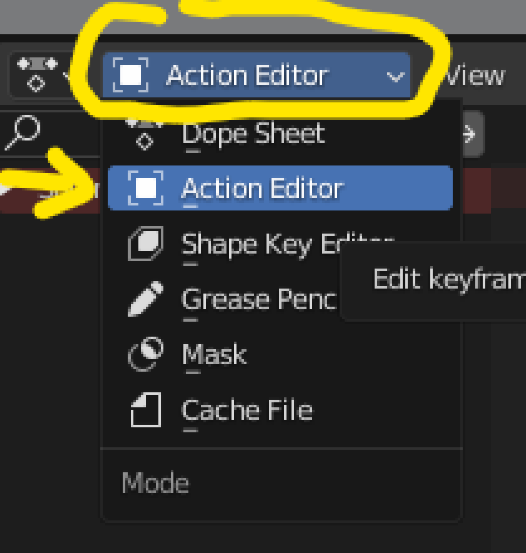 Action Editor View
Dope Sheet
Action Editor
Shape Key Editor
Edit keyfram
Grease Penc
Mask
Cache File
Mode